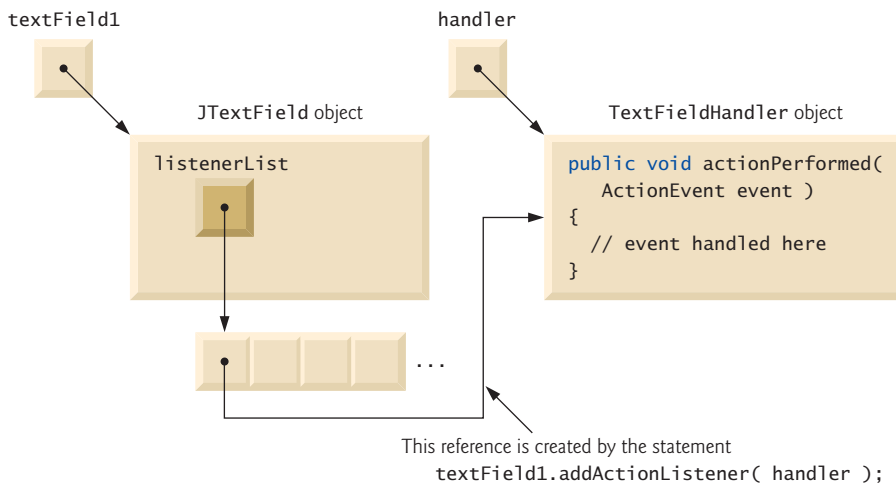 textField1
handler
JTextField object
TextFieldHandler object
listenerList
public void actionPerformed(
ActionEvent event )
{
// event handled here
}
...
This reference is created by the statement
textField1.addActionListener( handler );